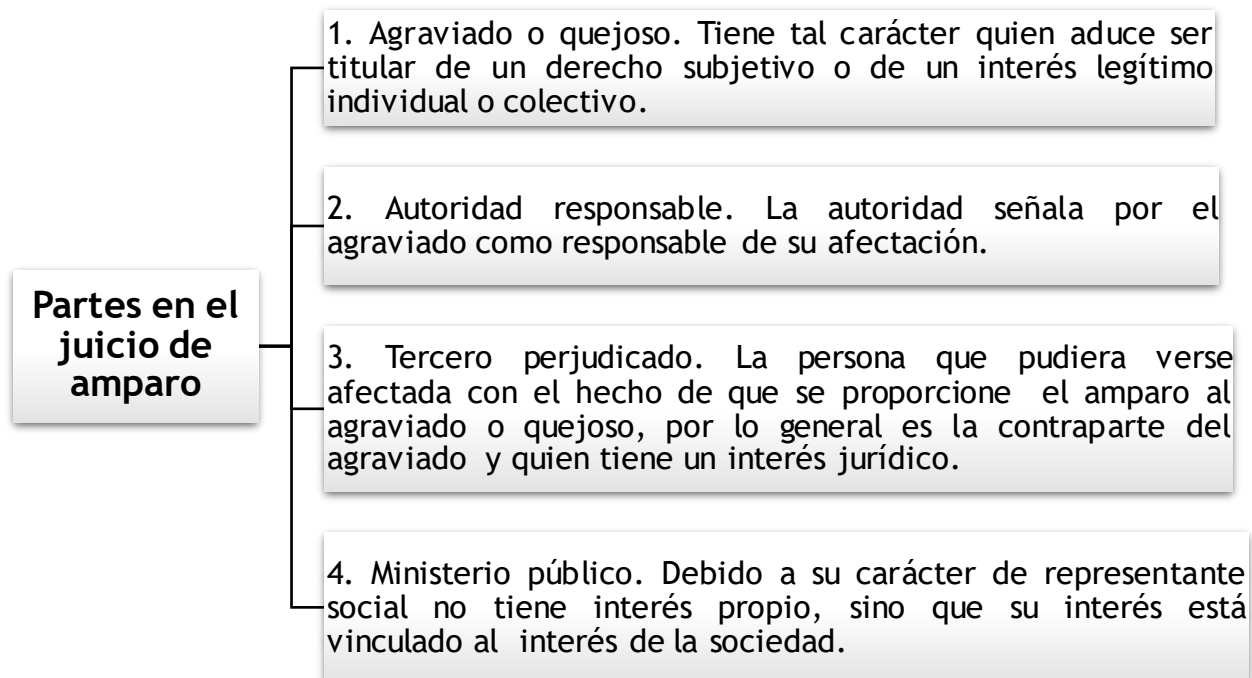 Partes en el
juicio de
amparo
1. Agraviado o quejoso. Tiene tal carácter quien aduce ser
titular de un derecho subjetivo o de un interés legítimo
individual o colectivo.
2. Autoridad responsable. La autoridad señala por el
agraviado como responsable de su afectación.
3. Tercero perjudicado. La persona que pudiera verse
afectada con el hecho de que se proporcione el amparo al
agraviado o quejoso, por lo general es la contraparte del
agraviado y quien tiene un interés jurídico.
4. Ministerio público. Debido a su carácter de representante
social no tiene interés propio, sino que su interés está
vinculado al interés de la sociedad.